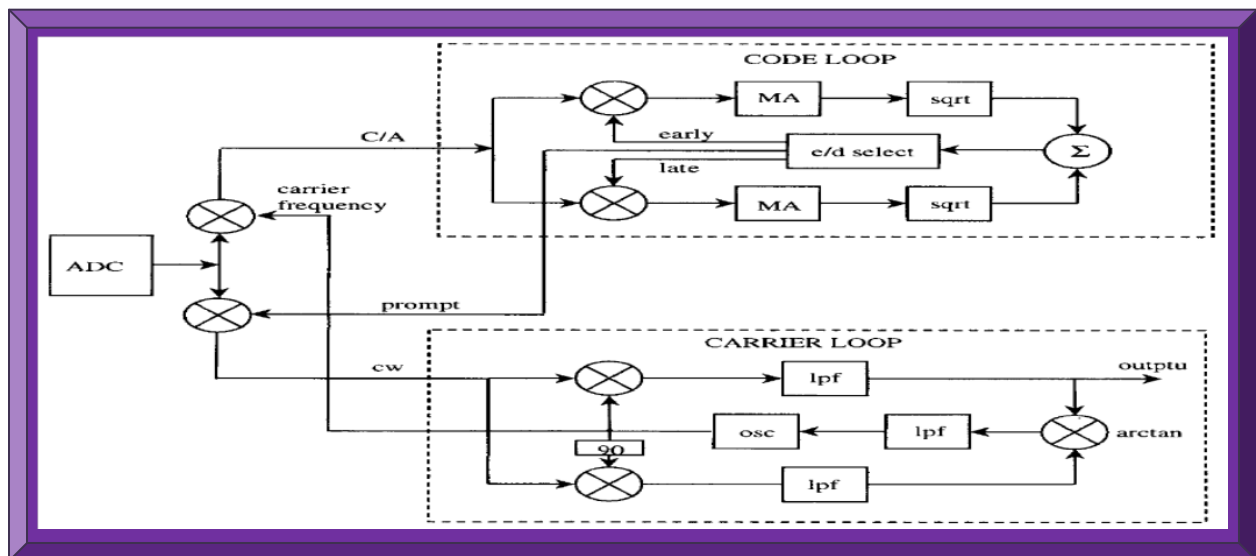 CODE LOOP
MA
sqrt
C/A
early
e/d select
Σ
late
carrier
frequency
MA
sqrt
ADC
prompt
CARRIER LOOP
cw
lpf
outptu
osc
lpf
arctan
90
lpf